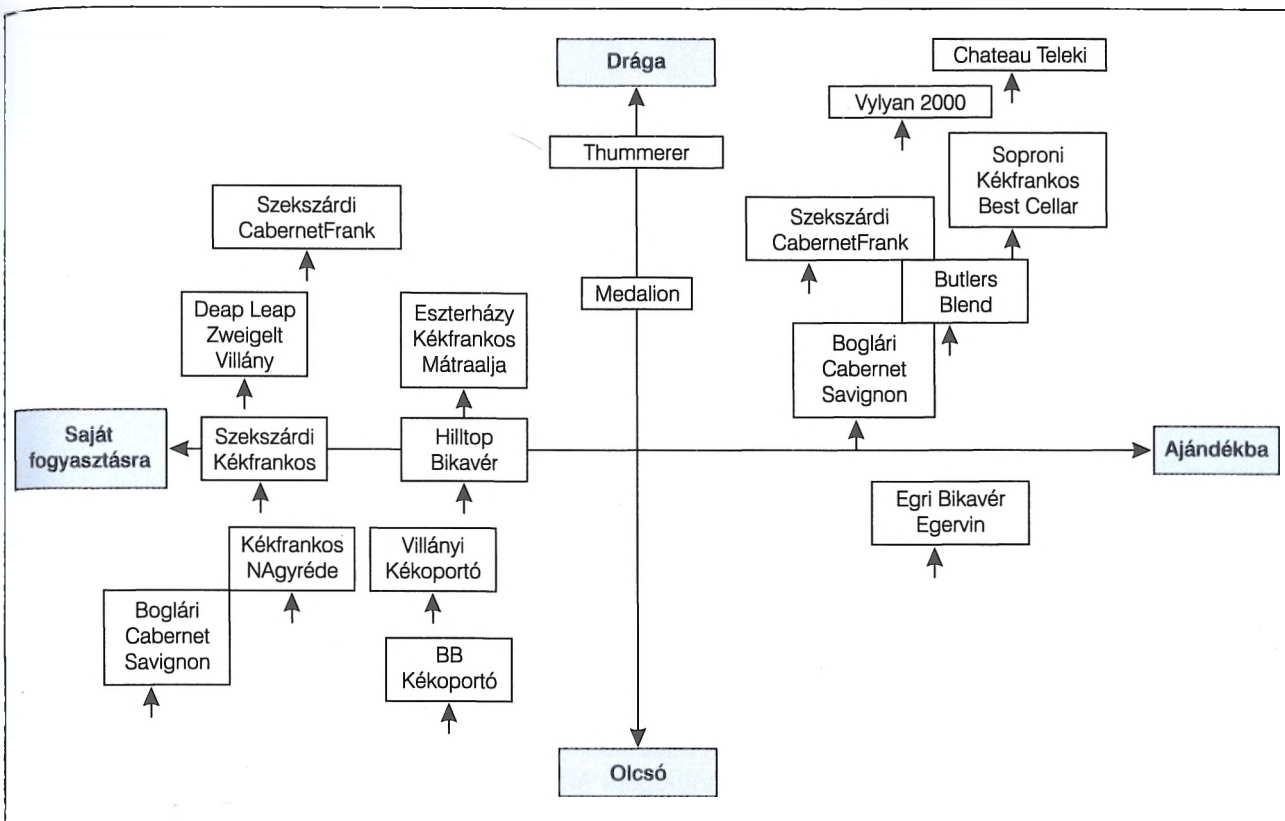 Drága
Chateau Teleki
Vylyan 2000
Thummerer
Soproni
Kékfrankos
Best Cellar
Szekszárdi
CabernetFrank
Szekszárdi
CabernetFrank
Medalion
Butlers
Blend
Deap Leap
Zweigelt
Villány
Eszterházy
Kékfrankos
Mátraalja
Boglári
Cabernet
Savignon
Saját
fogyasztásra
Szekszárdi
Kékfrankos
Hilltop
Bikavér
Ajándékba
Egri Bikavér
Egervin
Kékfrankos
NAgyréde
Villányi
Kékoportó
Boglári
Cabernet
Savignon
BB
Kékoportó
Olcsó